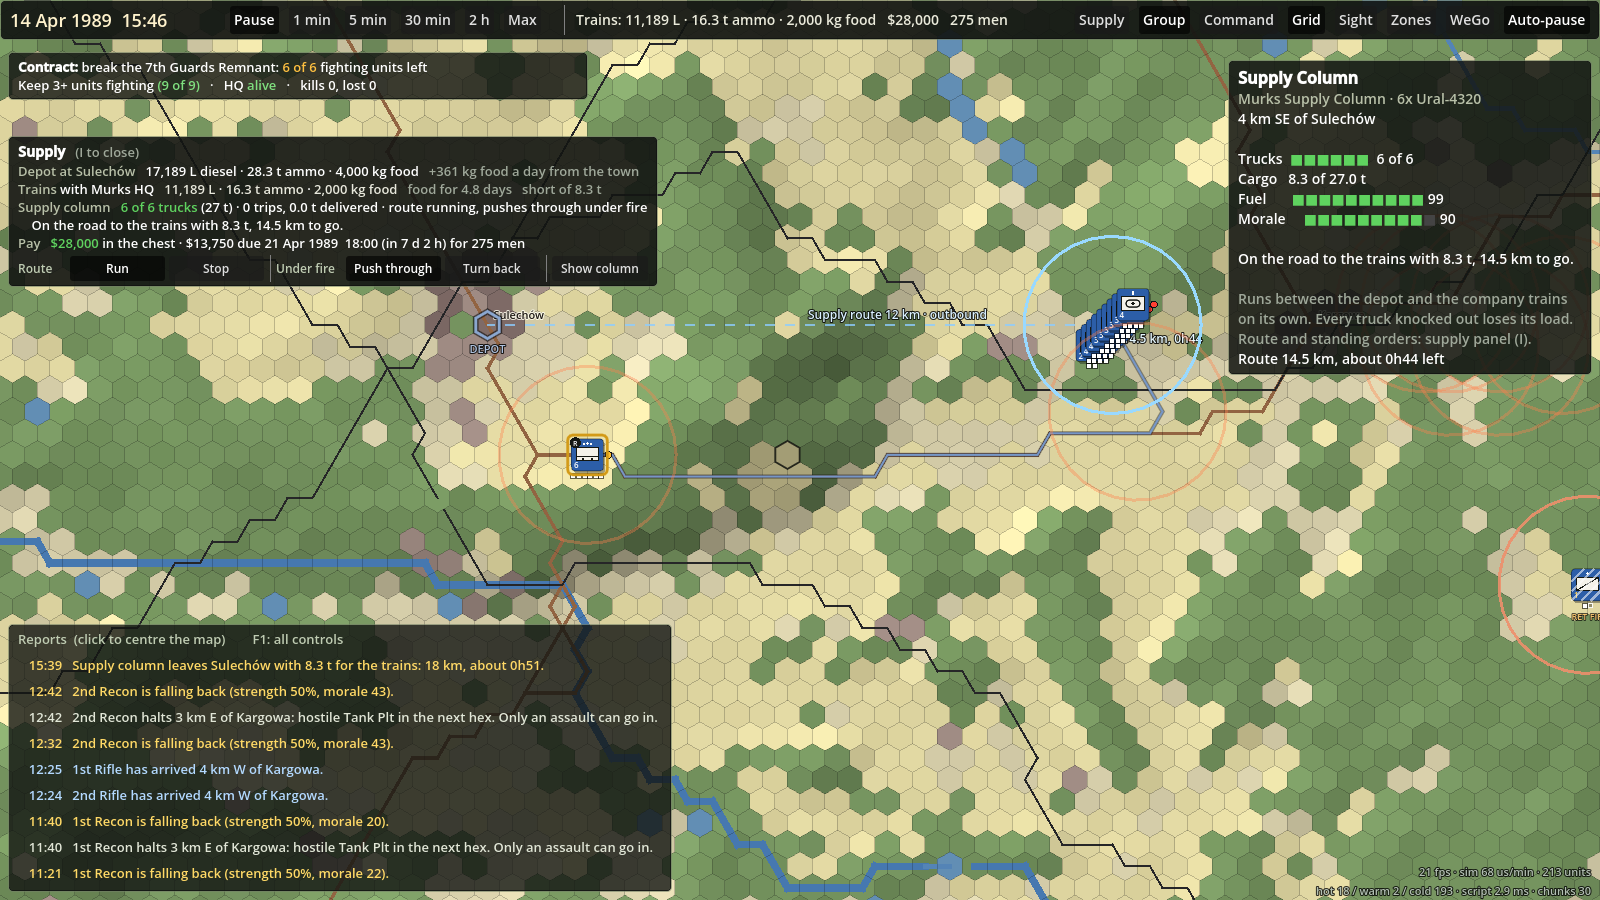 14 Apr 1989 15:46 Pause 1 min 5 min 30 min 2 h Max Trains: 11,189 L · 16.3 t ammo · 2,000 kg food $28,000 275 men Supply Group Command Grid Sight Zones WeGo Auto-pause
Contract: break the 7th Guards Remnant: 6 of 6 fighting units left
Keep 3+ units fighting (9 of 9) · HQ alive · kills 0, lost 0
Supply (I to close)
Depot at Sulechów 17,189 L diesel · 28.3 t ammo · 4,000 kg food +361 kg food a day from the town
Trains with Murks HQ 11,189 L · 16.3 t ammo · 2,000 kg food food for 4.8 days short of 8.3 t
Supply column 6 of 6 trucks (27 t) · 0 trips, 0.0 t delivered · route running, pushes through under fire
On the road to the trains with 8.3 t, 14.5 km to go.
Pay $28,000 in the chest · $13,750 due 21 Apr 1989 18:00 (in 7 d 2 h) for 275 men
Route Run Stop Under fire Push through Turn back Show column
Supply Column
Murks Supply Column · 6x Ural-4320
4 km SE of Sulechów
Trucks 6 of 6
Cargo 8.3 of 27.0 t
Fuel 99
Morale 90
On the road to the trains with 8.3 t, 14.5 km to go.
Runs between the depot and the company trains
on its own. Every truck knocked out loses its load.
Route and standing orders: supply panel (I).
Route 14.5 km, about 0h44 left
Sulechów
DEPOT
Supply route 12 km · outbound
4.5 km, 0h44
R
6
4
2
RET FI
Reports (click to centre the map) F1: all controls
15:39 Supply column leaves Sulechów with 8.3 t for the trains: 18 km, about 0h51.
12:42 2nd Recon is falling back (strength 50%, morale 43).
12:42 2nd Recon halts 3 km E of Kargowa: hostile Tank Plt in the next hex. Only an assault can go in.
12:32 2nd Recon is falling back (strength 50%, morale 43).
12:25 1st Rifle has arrived 4 km W of Kargowa.
12:24 2nd Rifle has arrived 4 km W of Kargowa.
11:40 1st Recon is falling back (strength 50%, morale 20).
11:40 1st Recon halts 3 km E of Kargowa: hostile Tank Plt in the next hex. Only an assault can go in.
11:21 1st Recon is falling back (strength 50%, morale 22).
21 fps · sim 68 us/min · 213 units
hot 18 / warm 2 / cold 193 · script 2.9 ms · chunks 30